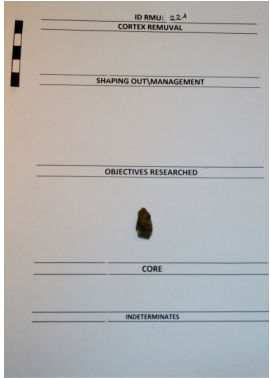 ID RMU: 221
CORTEX REMUVAL
SHAPING OUT\MANAGEMENT
OBJECTIVES RESEARCHED
CORE
INDETERMINATES